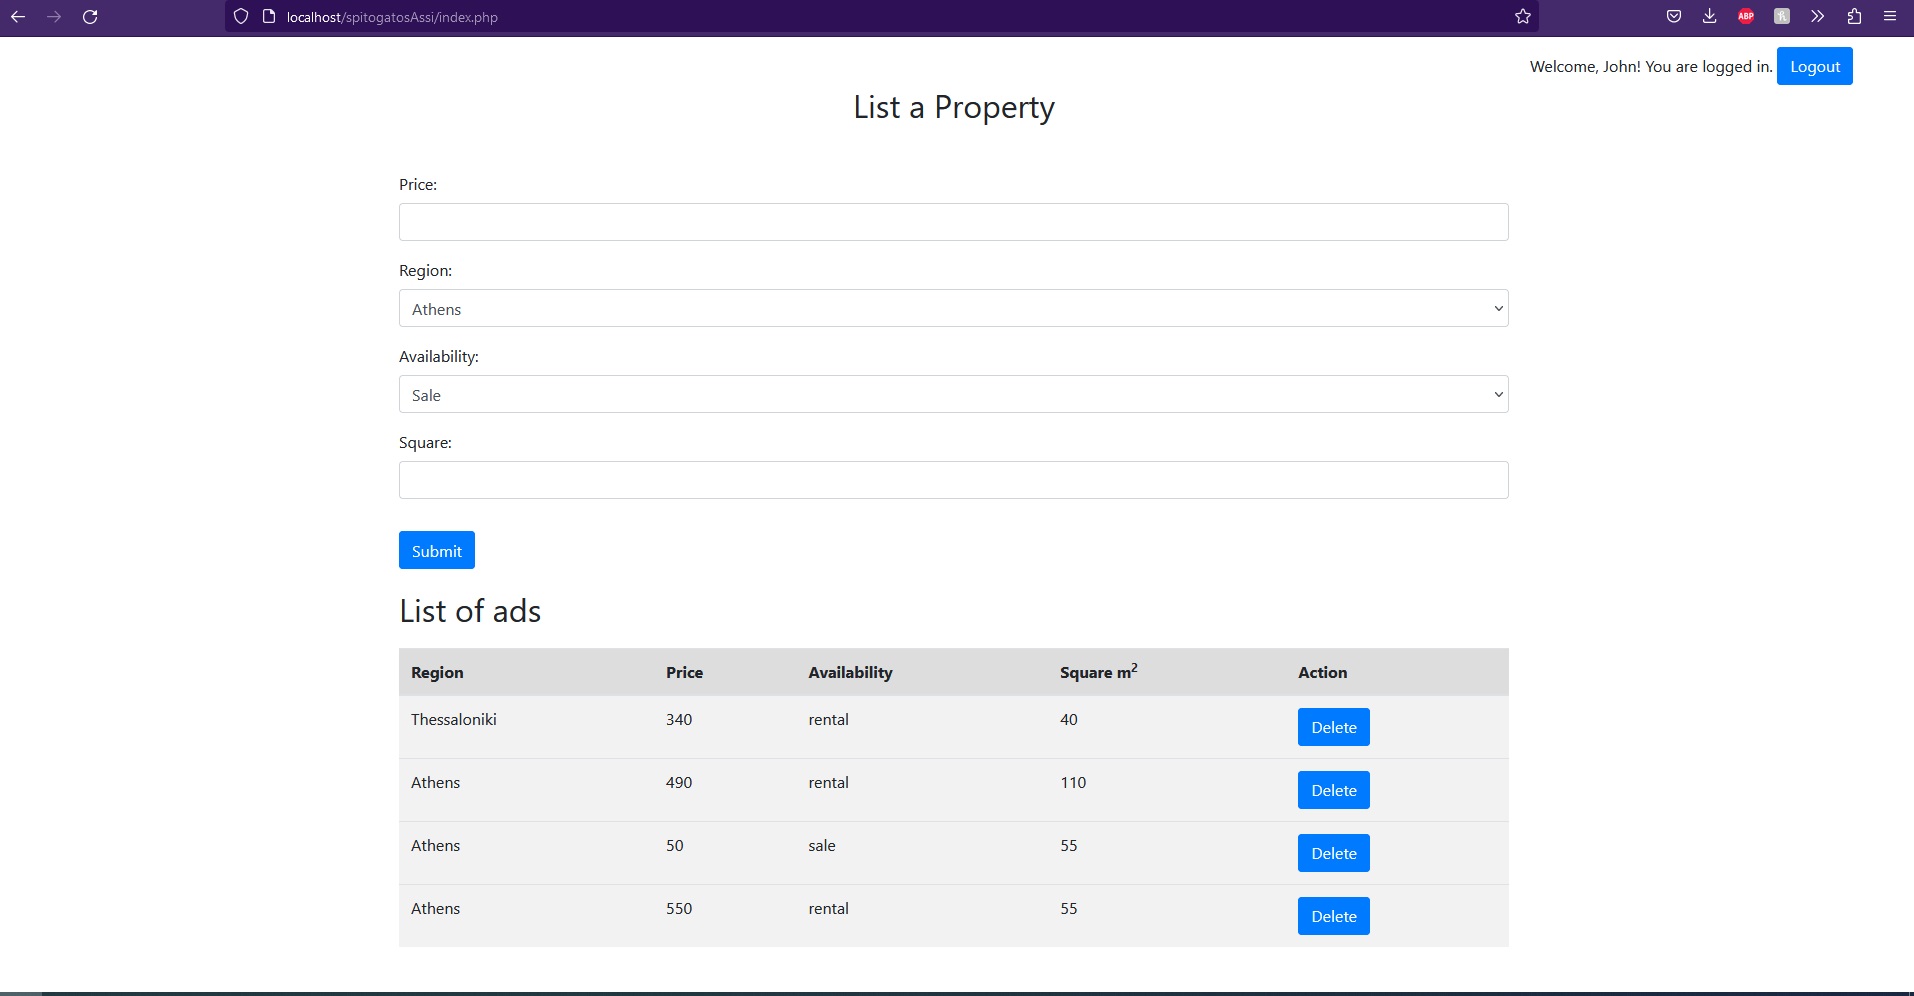 localhost/spitogatosAssi/index.php
ABP
Welcome, John! You are logged in. Logout
List a Property
Price:
Region:
Athens
Availability:
Sale
Square:
Submit
List of ads
Region Price Availability Square m² Action
Thessaloniki 340 rental 40 Delete
Athens 490 rental 110 Delete
Athens 50 sale 55 Delete
Athens 550 rental 55 Delete